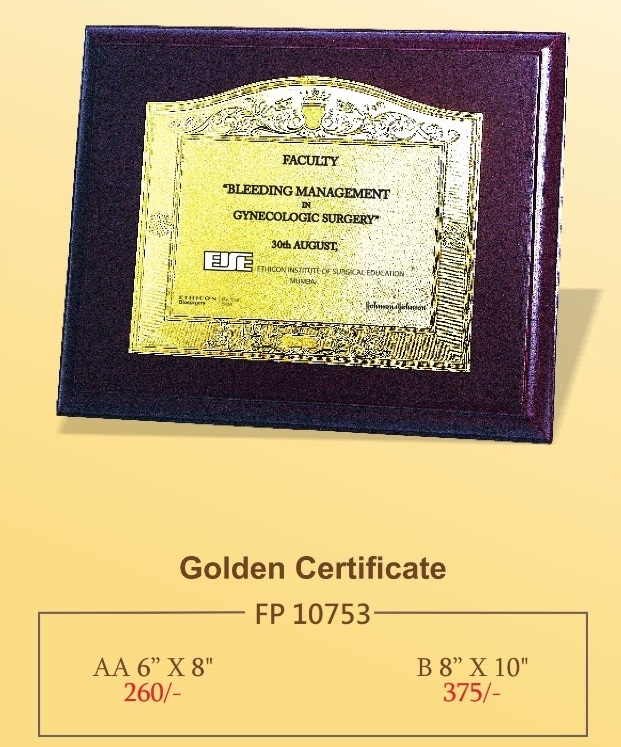 FACULTY
"BLEEDING MANAGEMENT
IN
GYNECOLOGIC SURGERY"
30th AUGUST,
EISE ETHICON INSTITUTE OF SURGICAL EDUCATION
MUMBAI
ETHICON
Biosurgery
Johnson & Johnson
Golden Certificate
FP 10753
AA 6” X 8" B 8” X 10"
260/- 375/-